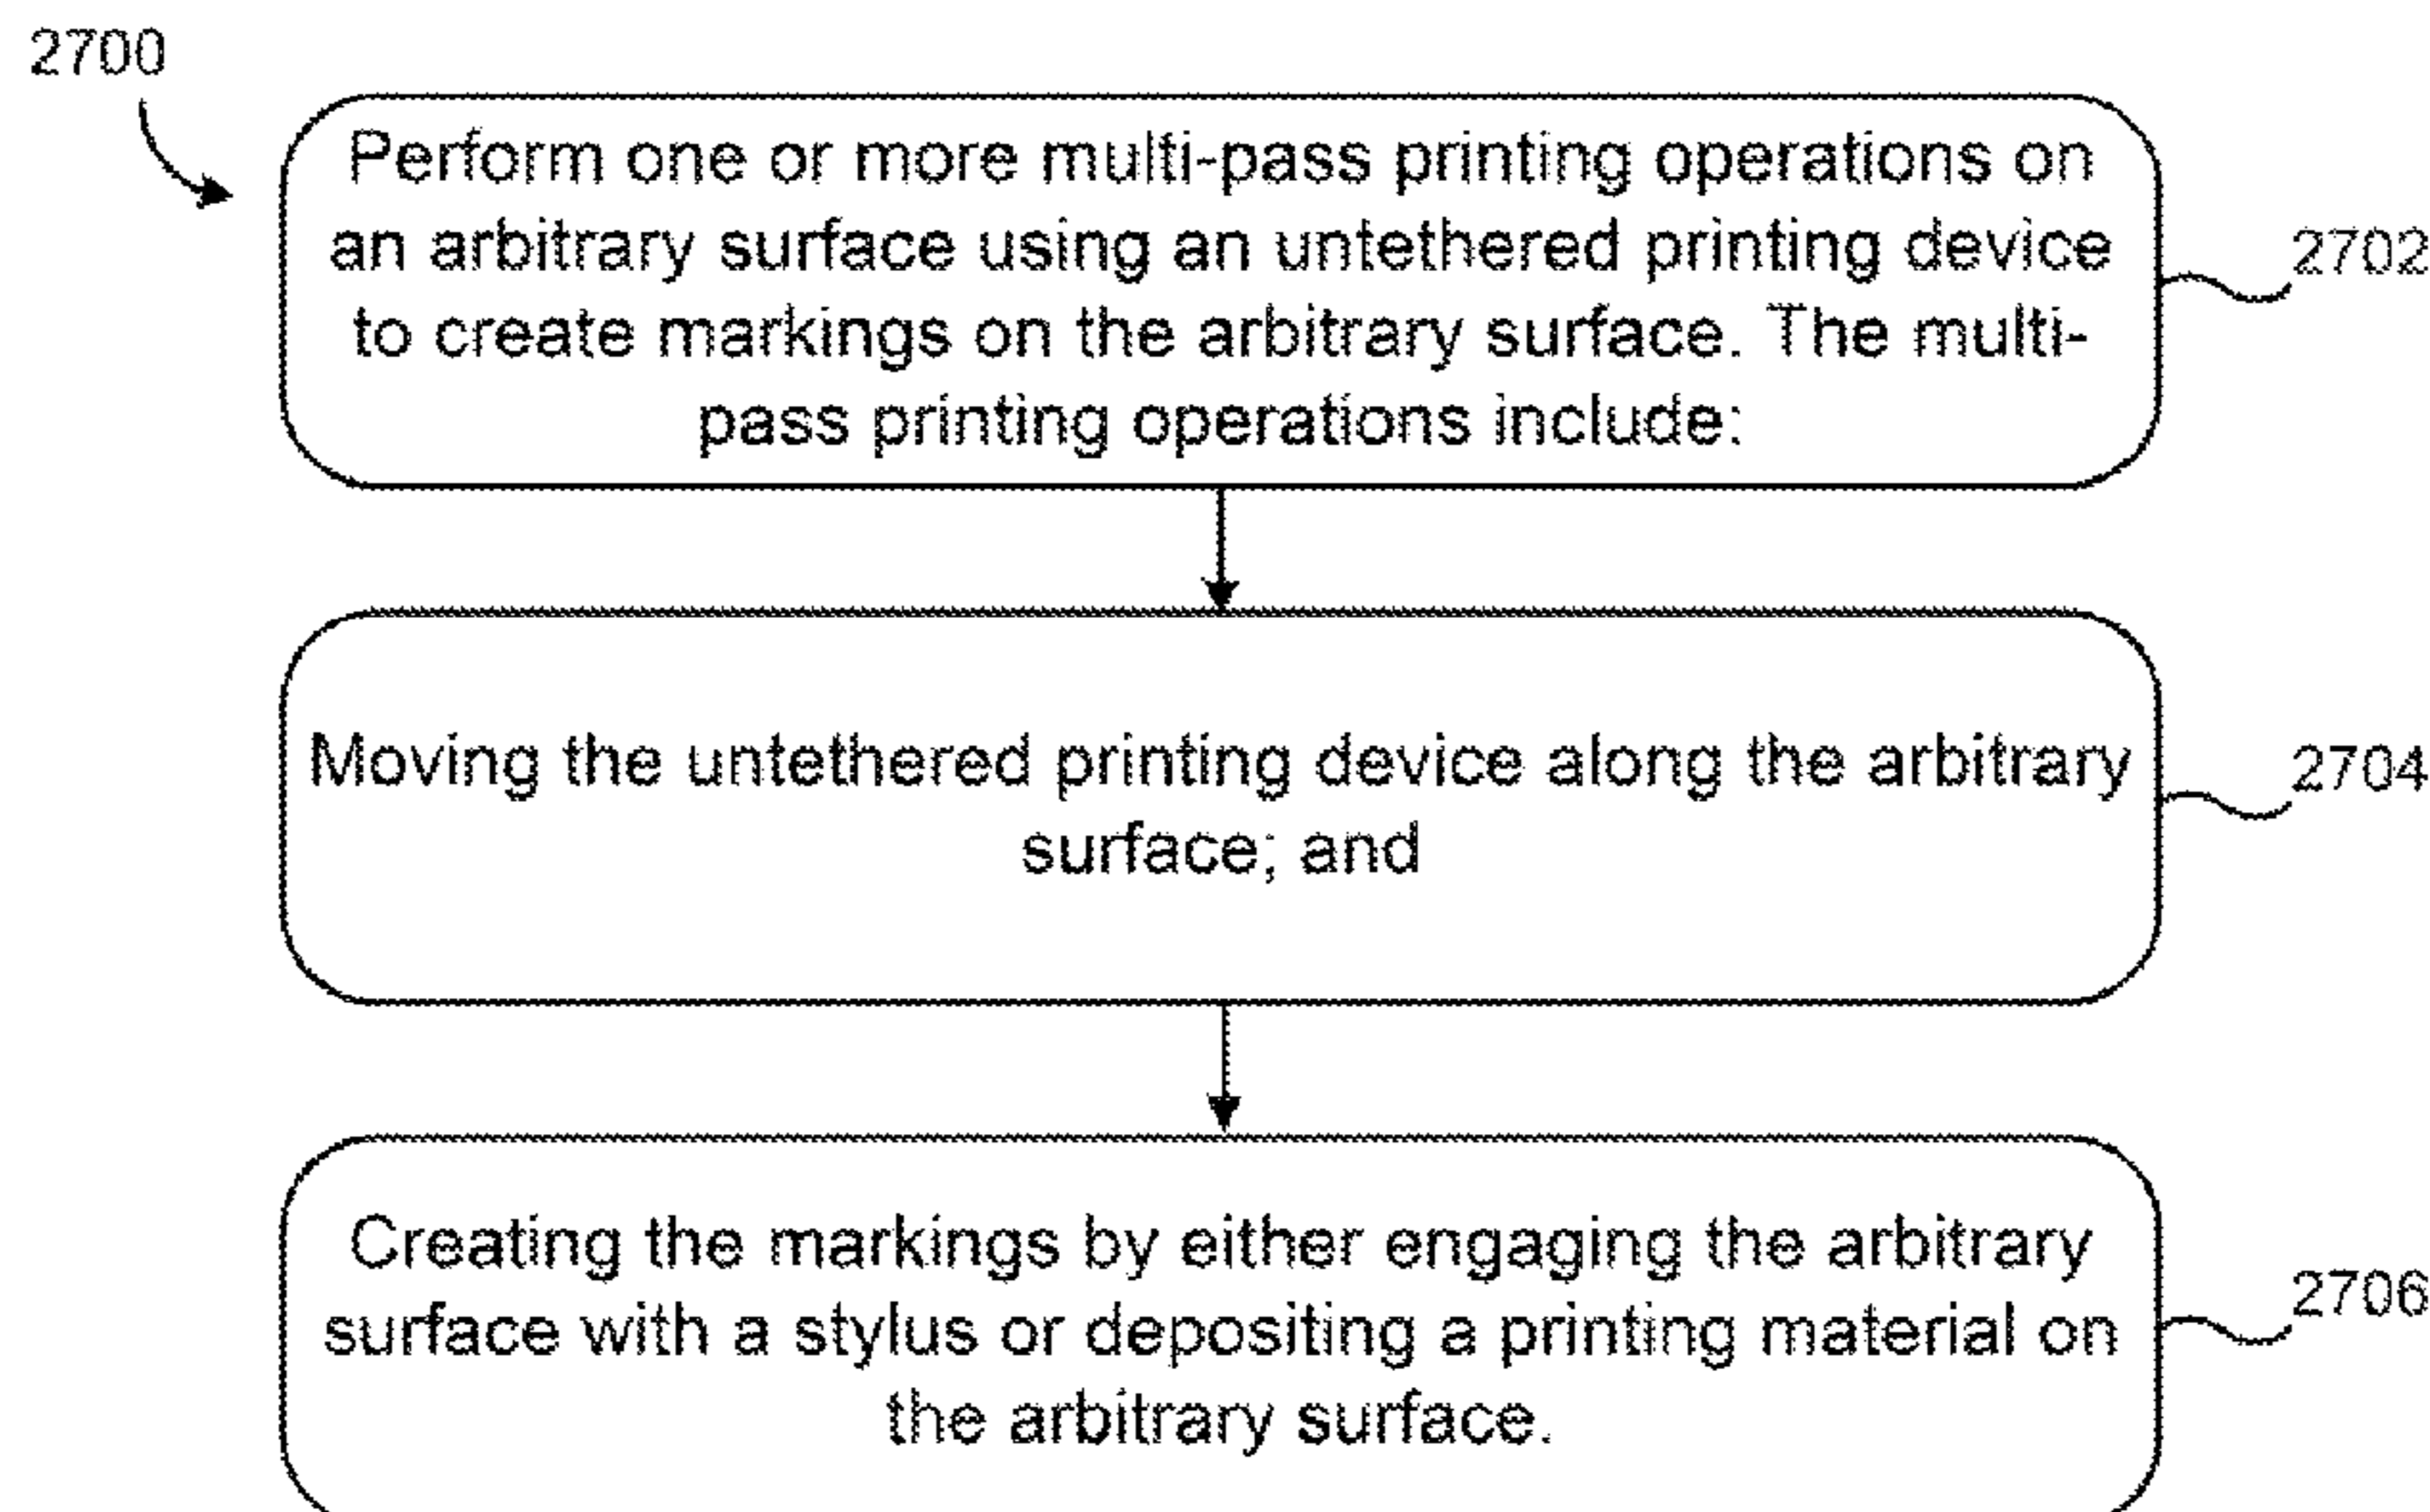 2700
Perform one or more multi-pass printing operations on
an arbitrary surface using an untethered printing device
to create markings on the arbitrary surface. The multi-
pass printing operations include:
2702
Moving the untethered printing device along the arbitrary
surface; and
2704
Creating the markings by either engaging the arbitrary
surface with a stylus or depositing a printing material on
the arbitrary surface.
2706